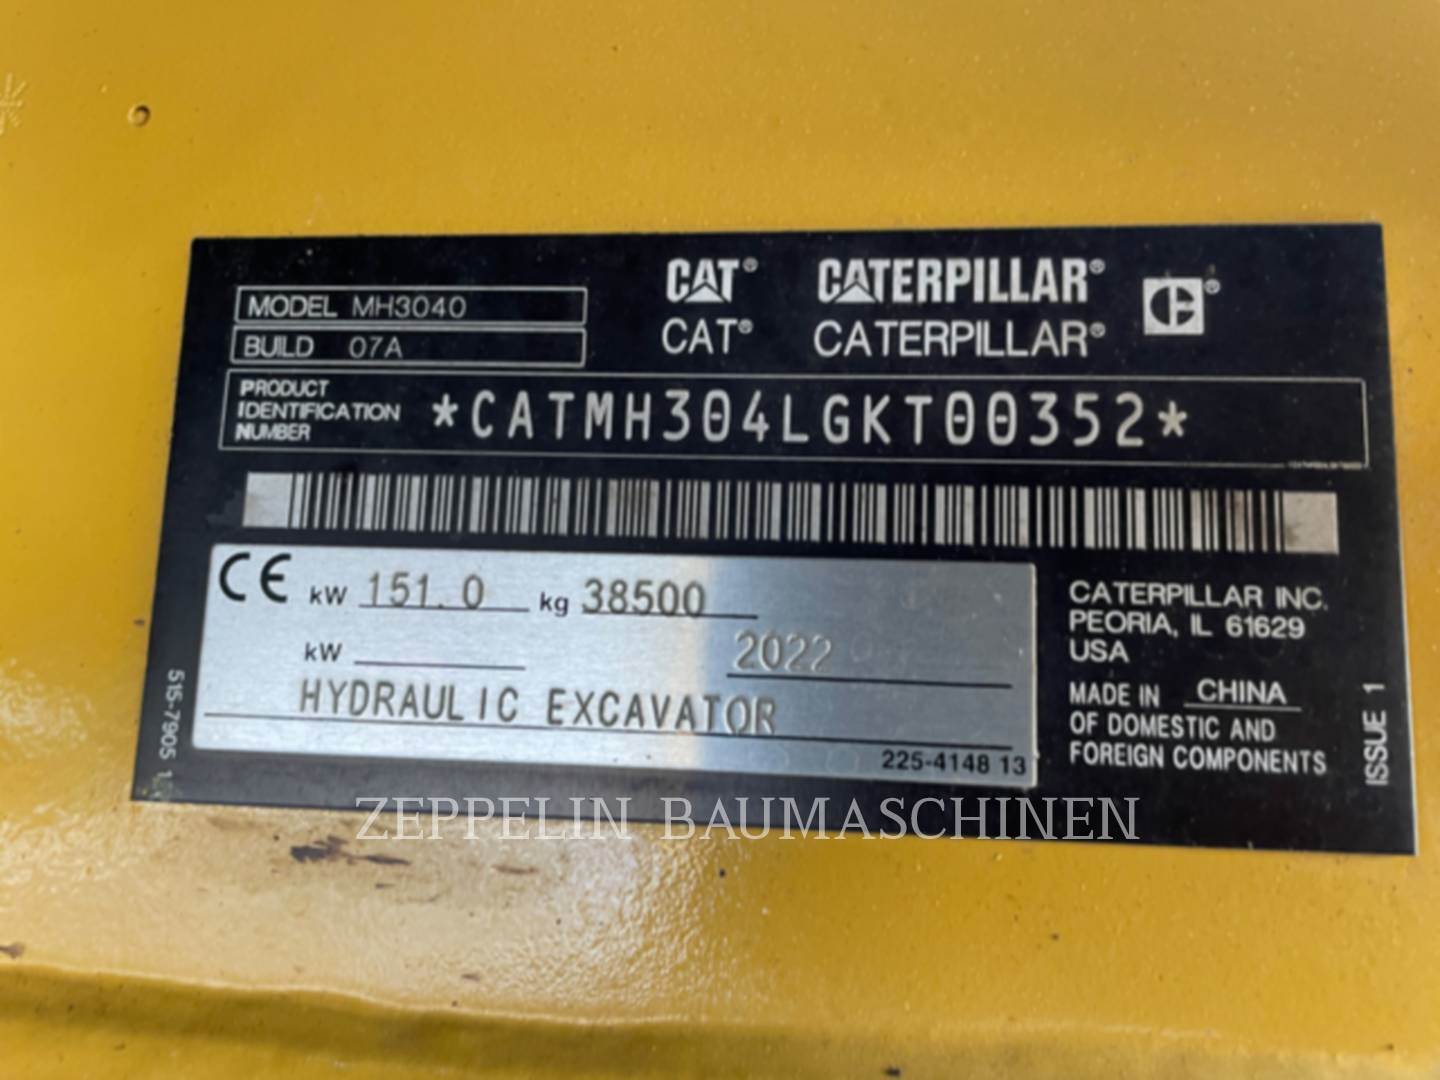 CAT® CATERPILLAR®
CAT® CATERPILLAR®
MODEL MH3040
BUILD 07A
PRODUCT IDENTIFICATION NUMBER *CATMH304LGKT00352*
CE kW 151.0 kg 38500
kW 2022
HYDRAULIC EXCAVATOR
225-4148 13
515-7905 1
CATERPILLAR INC.
PEORIA, IL 61629
USA
MADE IN CHINA
OF DOMESTIC AND
FOREIGN COMPONENTS
ISSUE 1
ZEPPELIN BAUMASCHINEN